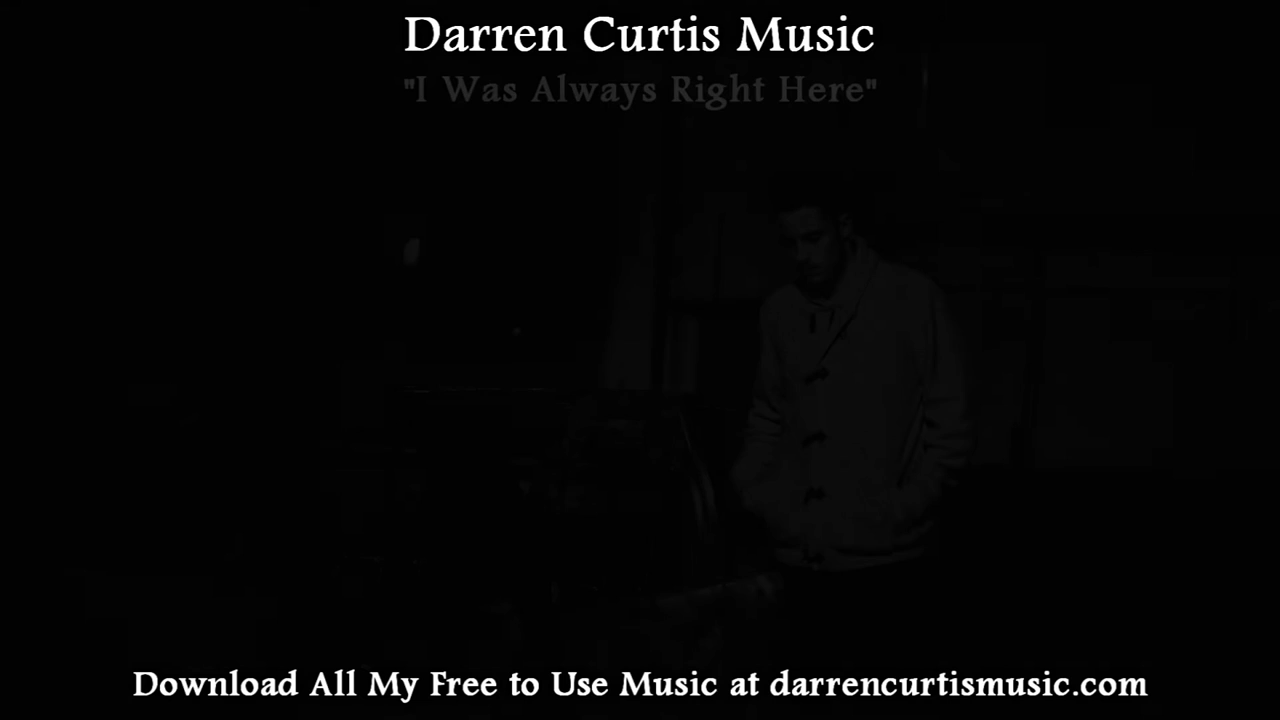 Darren Curtis Music
"I Was Always Right Here"
Download All My Free to Use Music at darrencurtismusic.com